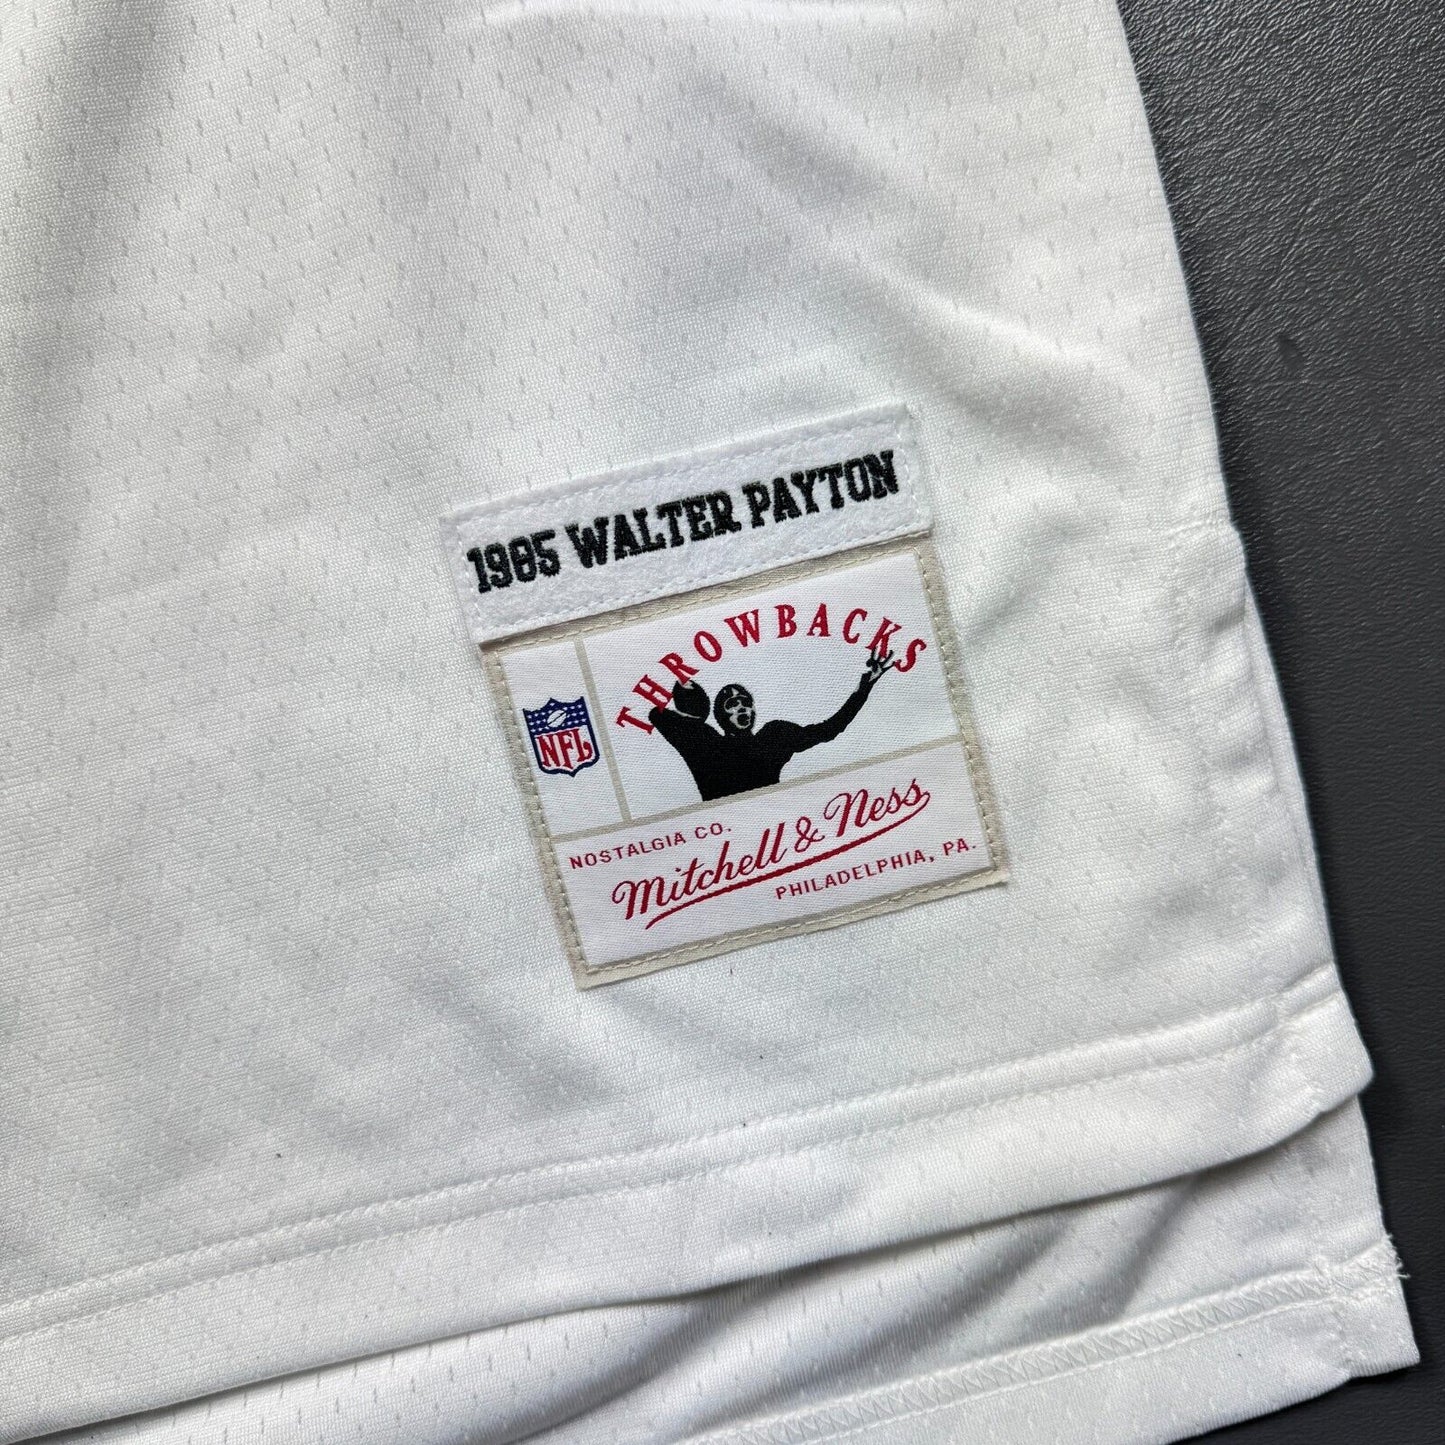 1985 WALTER PAYTON
THROWBACKS
NFL
NOSTALGIA CO.
Mitchell & Ness
PHILADELPHIA, PA.